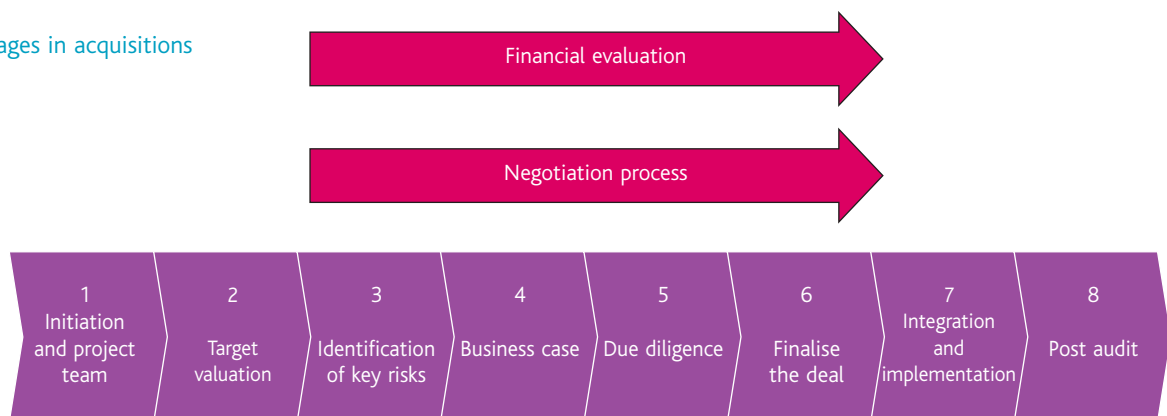 ages in acquisitions
Financial evaluation
Negotiation process
1
Initiation
and project
team
2
Target
valuation
3
Identification
of key risks
4
Business case
5
Due diligence
6
Finalise
the deal
7
Integration
and
implementation
8
Post audit